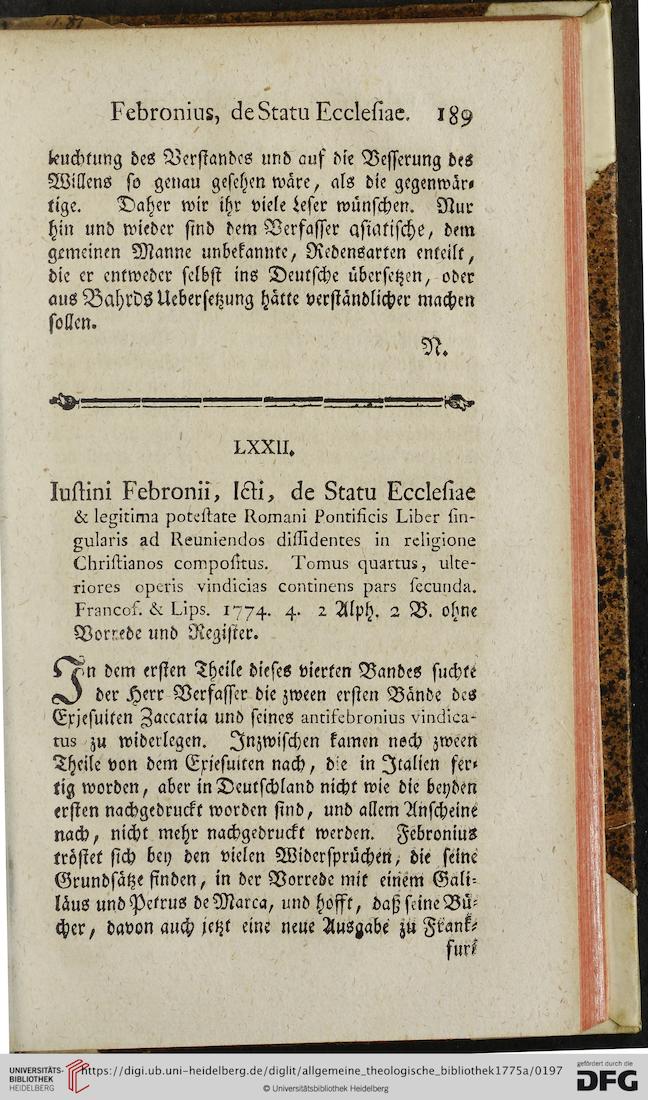 Febronius, de Statu Ecclesiae. 189
leuchtung des Verstandes und auf die Besserung des
Willens so genau gesehen wäre, als die gegenwär-
tige. Daher wir ihr viele Leser wünschen. Nur
hin und wieder sind dem Verfasser asiatische, dem
gemeinen Manne unbekannte, Redensarten enteilt,
die er entweder selbst ins Deutsche übersetzen, oder
aus Bahrds Uebersetzung hätte verständlicher machen
sollen.
N.
LXXII.
Iustini Febronii, Icti, de Statu Ecclesiae
& legitima potestate Romani Pontificis Liber sin-
gularis ad Reuniendos dissidentes in religione
Christianos compositus. Tomus quartus, ulte-
riores operis vindicias continens pars secunda.
Francof. & Lips. 1774. 4. 2 Alph. 2 B. ohne
Vorrede und Register.
In dem ersten Theile dieses vierten Bandes suchte
der Herr Verfasser die zween ersten Bände des
Exjesuiten Zaccaria und seines antifebronius vindica-
tus zu widerlegen. Inzwischen kamen noch zween
Theile von dem Exjesuiten nach, die in Italien fer-
tig worden, aber in Deutschland nicht wie die beyden
ersten nachgedruckt worden sind, und allem Anscheine
nach, nicht mehr nachgedruckt werden. Febronius
tröstet sich bey den vielen Widersprüchen, die seine
Grundsätze finden, in der Vorrede mit einem Gali-
läus und Petrus de Marca, und hofft, daß seine Bü-
cher, davon auch jetzt eine neue Ausgabe zu Frank-
furt
UNIVERSITÄTS-
BIBLIOTHEK
HEIDELBERG
https://digi.ub.uni-heidelberg.de/diglit/allgemeine_theologische_bibliothek1775a/0197
© Universitätsbibliothek Heidelberg
gefördert durch die
DFG